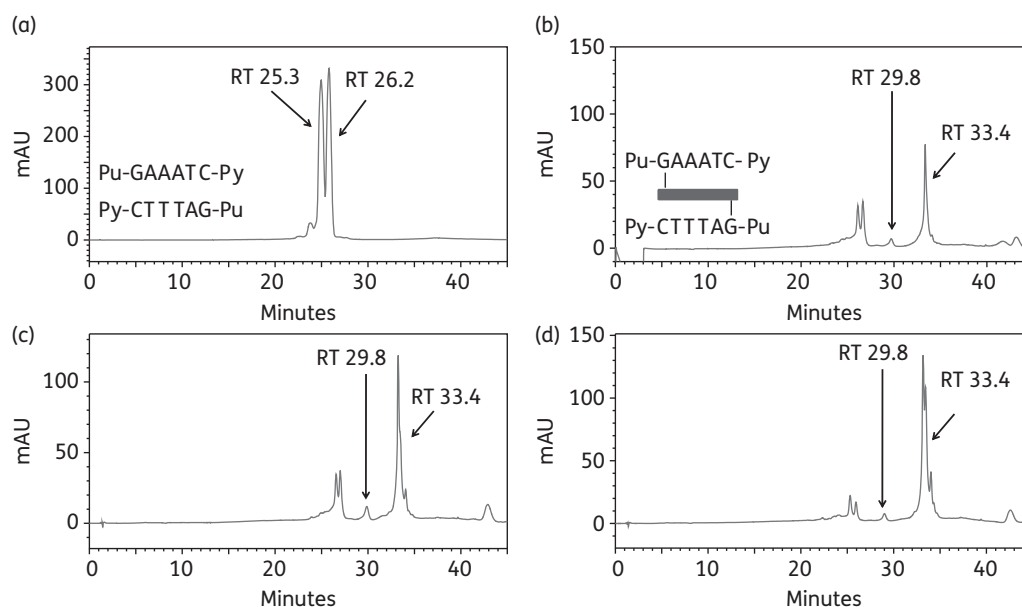 (a)
300
200
100
0
mAU
RT 25.3
RT 26.2
Pu-GAAATC-Py
Py-CTTTAG-Pu
0 10 20 30 40
Minutes
(b)
150
100
50
0
mAU
RT 29.8
RT 33.4
Pu-GAAATC-Py
Py-CTTTAG-Pu
0 10 20 30 40
Minutes
(c)
100
50
0
mAU
RT 29.8
RT 33.4
0 10 20 30 40
Minutes
(d)
150
100
50
0
mAU
RT 29.8
RT 33.4
0 10 20 30 40
Minutes